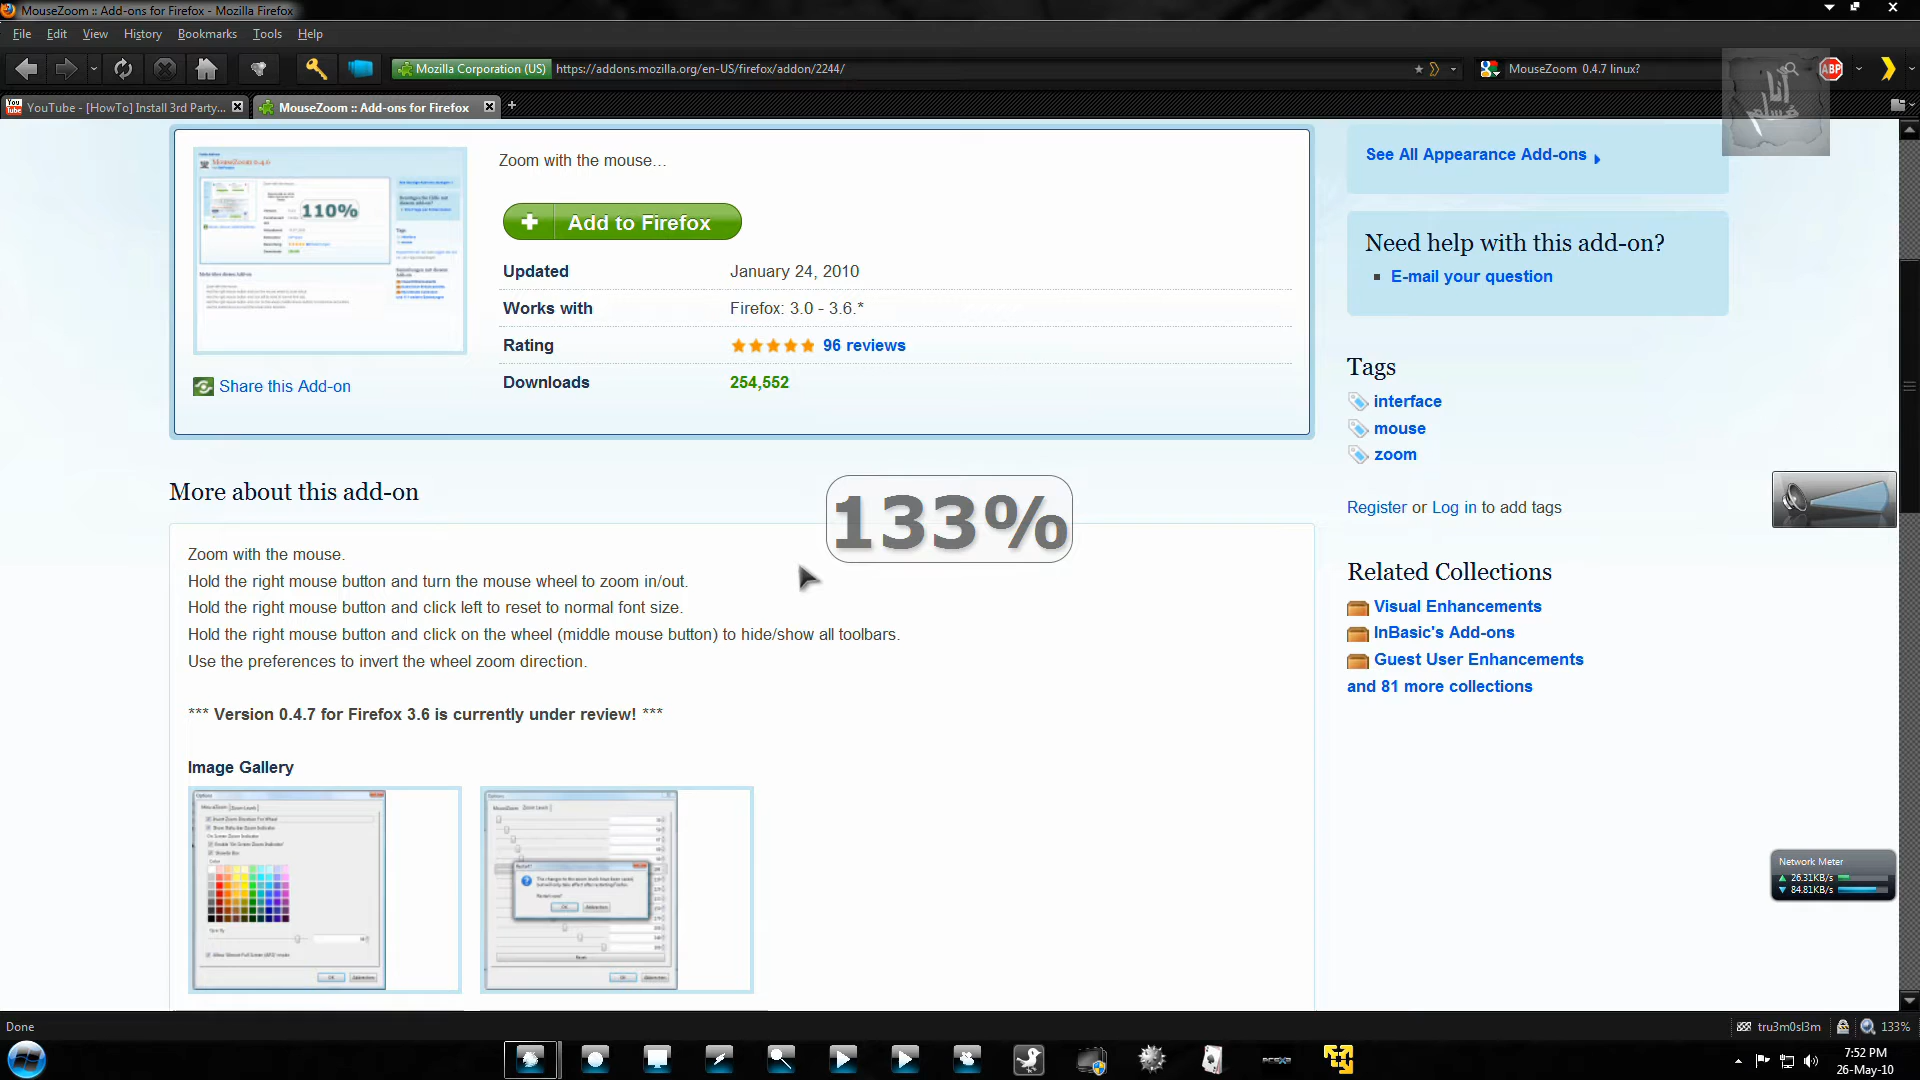 MouseZoom :: Add-ons for Firefox - Mozilla Firefox
File Edit View History Bookmarks Tools Help
Mozilla Corporation (US) https://addons.mozilla.org/en-US/firefox/addon/2244/
MouseZoom 0.4.7 linux?
ABP
YouTube - [HowTo] Install 3rd Party...
MouseZoom :: Add-ons for Firefox
أنا مسلم
110%
Zoom with the mouse...
Add to Firefox
Updated January 24, 2010
Works with Firefox: 3.0 - 3.6.*
Rating 96 reviews
Downloads 254,552
Share this Add-on
See All Appearance Add-ons
Need help with this add-on?
E-mail your question
Tags
interface
mouse
zoom
Register or Log in to add tags
Related Collections
Visual Enhancements
InBasic's Add-ons
Guest User Enhancements
and 81 more collections
133%
More about this add-on
Zoom with the mouse.
Hold the right mouse button and turn the mouse wheel to zoom in/out.
Hold the right mouse button and click left to reset to normal font size.
Hold the right mouse button and click on the wheel (middle mouse button) to hide/show all toolbars.
Use the preferences to invert the wheel zoom direction.
*** Version 0.4.7 for Firefox 3.6 is currently under review! ***
Image Gallery
Network Meter
26.31KB/s
84.81KB/s
Done
tru3m0sl3m
133%
7:52 PM
26-May-10